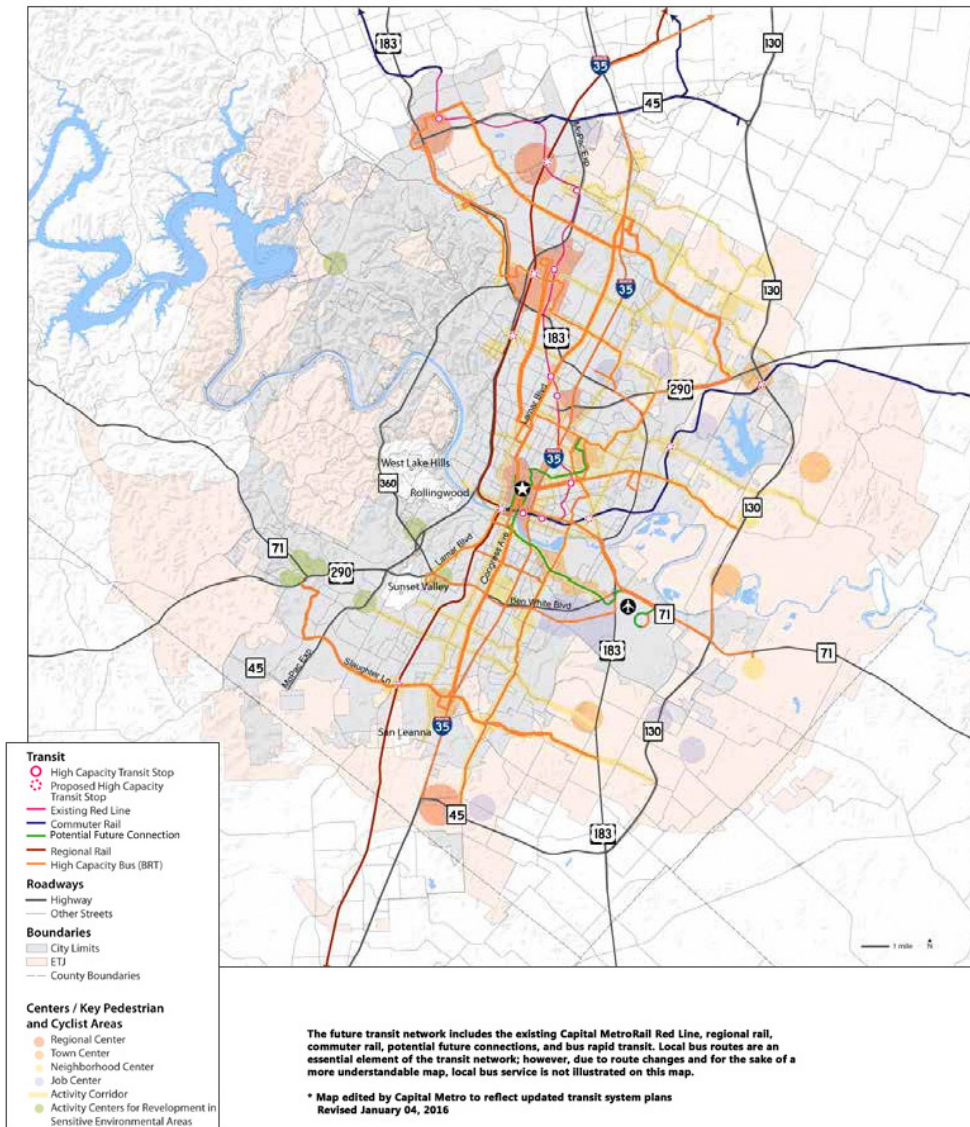 183
35
130
45
MoPac Exp
130
35
183
290
Lamar Blvd
35
West Lake Hills
Rollingwood
360
130
71
290
Lamar Blvd
Congress Ave
Sunset Valley
Ben White Blvd
71
183
71
45
MoPac Exp
Slaughter Ln
San Leanna
35
130
45
183
1 mile
N
Transit
High Capacity Transit Stop
Proposed High Capacity
Transit Stop
Existing Red Line
Commuter Rail
Potential Future Connection
Regional Rail
High Capacity Bus (BRT)
Roadways
Highway
Other Streets
Boundaries
City Limits
ETJ
County Boundaries
Centers / Key Pedestrian
and Cyclist Areas
Regional Center
Town Center
Neighborhood Center
Job Center
Activity Corridor
Activity Centers for Revelopment in
Sensitive Environmental Areas
The future transit network includes the existing Capital MetroRail Red Line, regional rail,
commuter rail, potential future connections, and bus rapid transit. Local bus routes are an
essential element of the transit network; however, due to route changes and for the sake of a
more understandable map, local bus service is not illustrated on this map.
* Map edited by Capital Metro to reflect updated transit system plans
Revised January 04, 2016